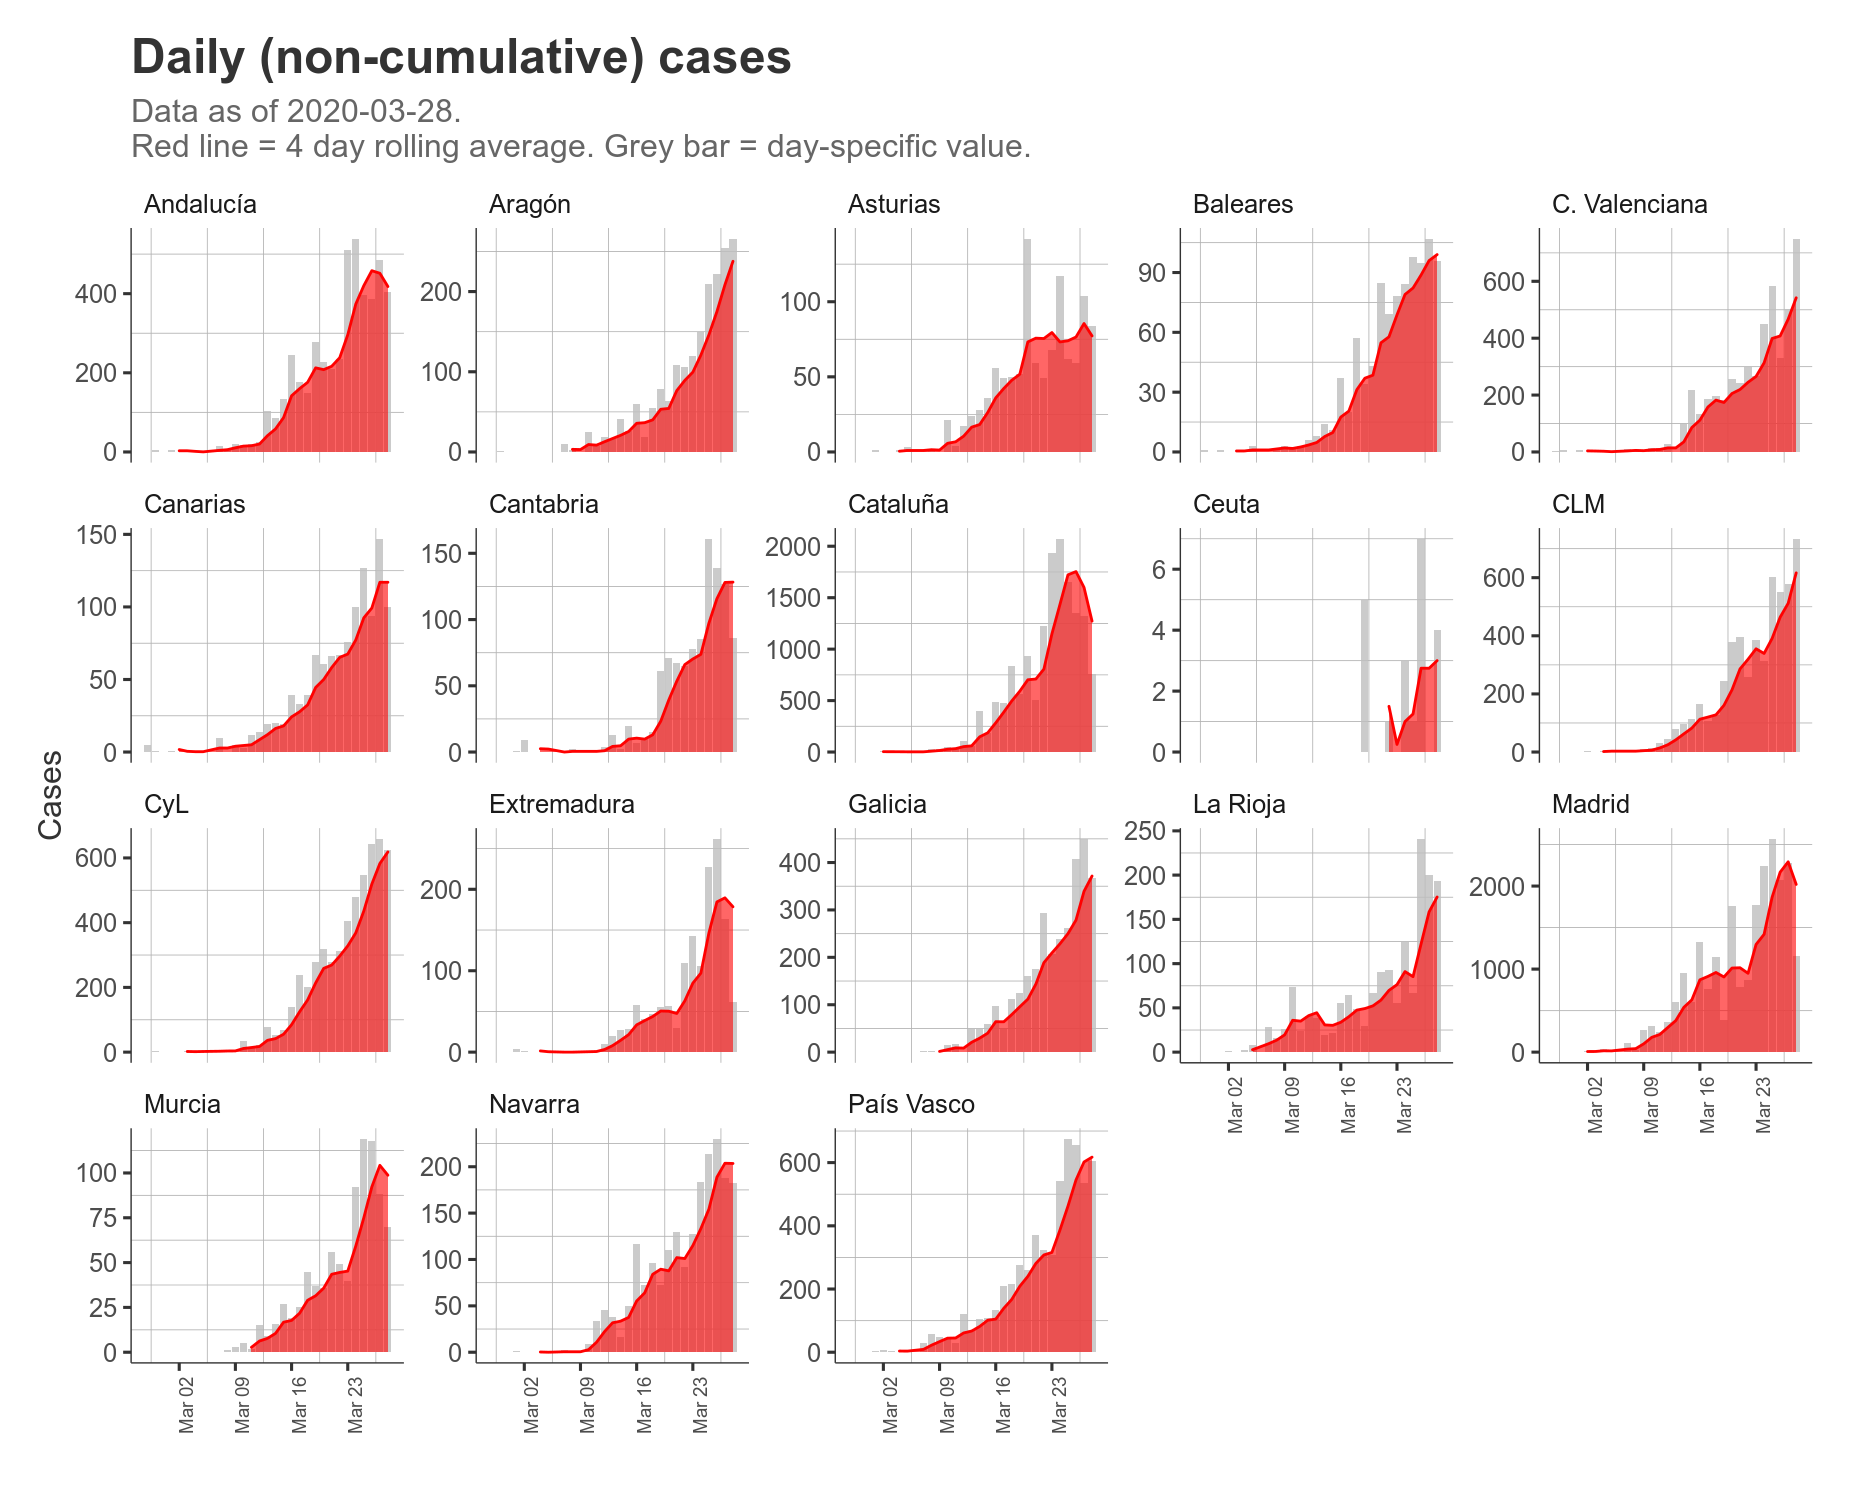 Daily (non-cumulative) cases
Data as of 2020-03-28.
Red line = 4 day rolling average. Grey bar = day-specific value.
Cases
Andalucía
400
200
0
Aragón
200
100
0
Asturias
100
50
0
Baleares
90
60
30
0
C. Valenciana
600
400
200
0
Canarias
150
100
50
0
Cantabria
150
100
50
0
Cataluña
2000
1500
1000
500
0
Ceuta
6
4
2
0
CLM
600
400
200
0
CyL
600
400
200
0
Extremadura
200
100
0
Galicia
400
300
200
100
0
La Rioja
250
200
150
100
50
0
Mar 02
Mar 09
Mar 16
Mar 23
Madrid
2000
1000
0
Mar 02
Mar 09
Mar 16
Mar 23
Murcia
100
75
50
25
0
Mar 02
Mar 09
Mar 16
Mar 23
Navarra
200
150
100
50
0
Mar 02
Mar 09
Mar 16
Mar 23
País Vasco
600
400
200
0
Mar 02
Mar 09
Mar 16
Mar 23